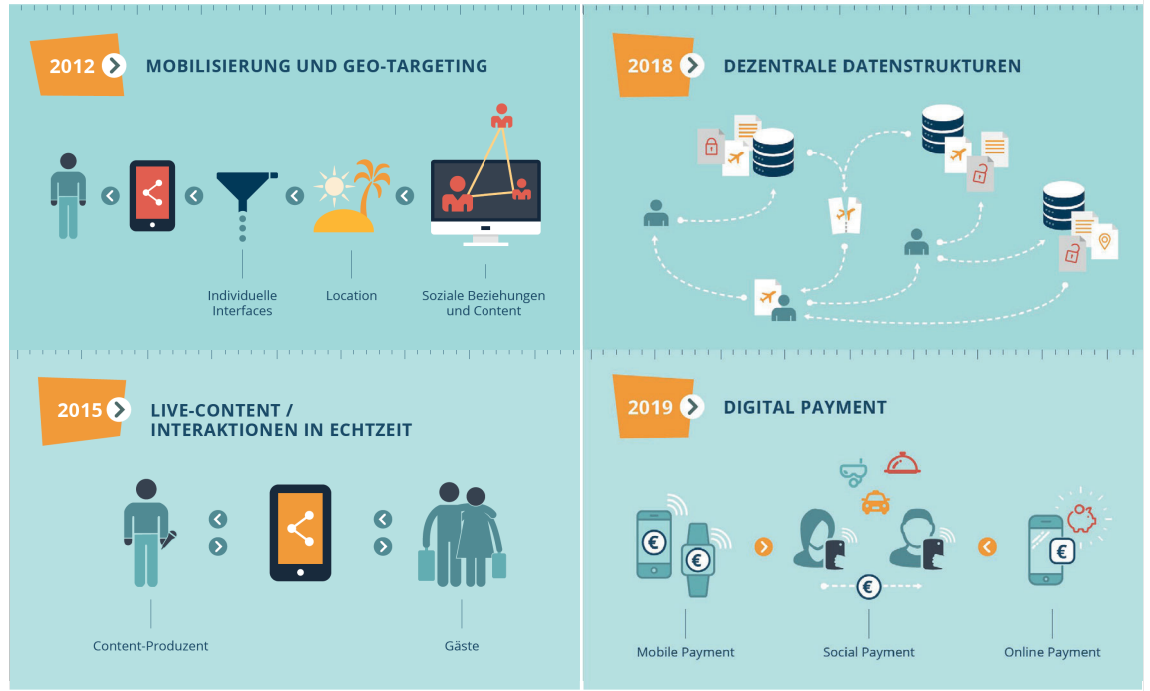 2012
MOBILISIERUNG UND GEO-TARGETING
Individuelle
Interfaces
Location
Soziale Beziehungen
und Content
2015
LIVE-CONTENT /
INTERAKTIONEN IN ECHTZEIT
Content-Produzent
Gäste
2018
DEZENTRALE DATENSTRUKTUREN
2019
DIGITAL PAYMENT
€
€
€
€
Mobile Payment
Social Payment
Online Payment